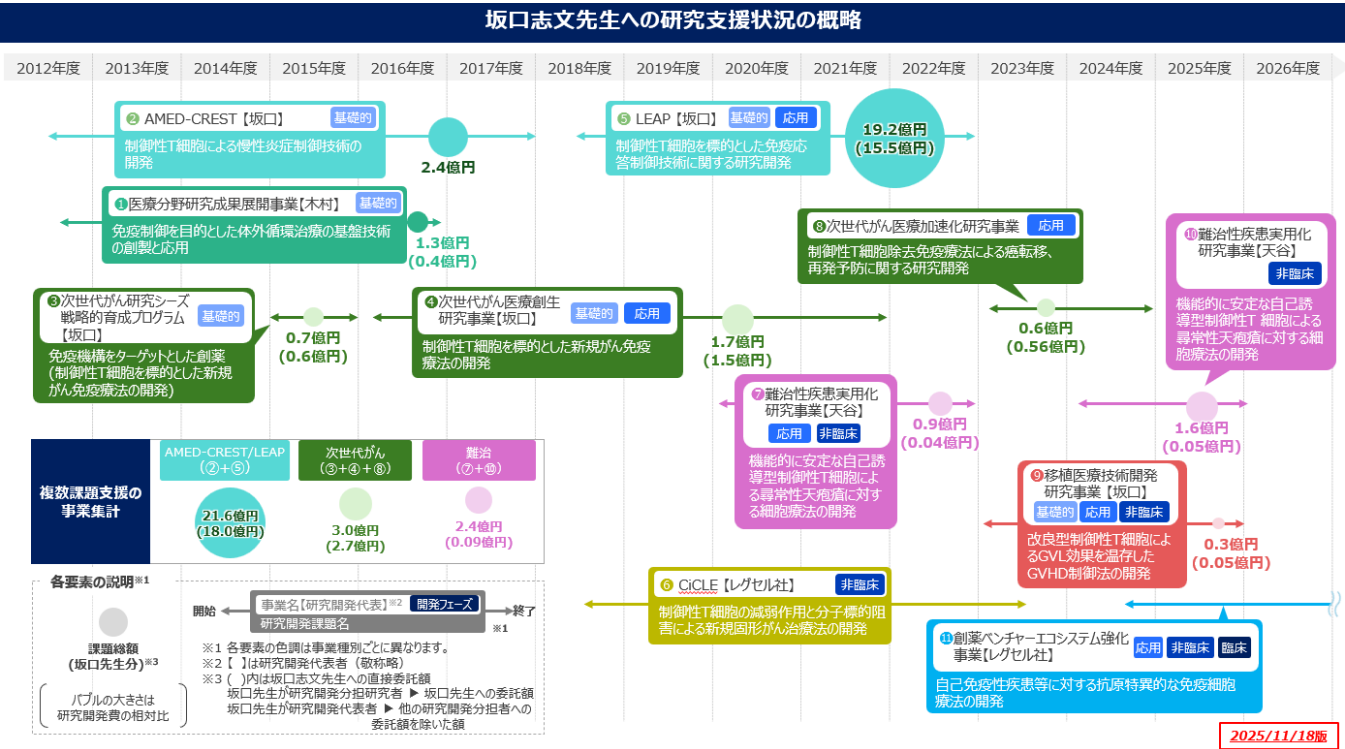 坂口志文先生への研究支援状況の概略
2012年度
2013年度
2014年度
2015年度
2016年度
2017年度
2018年度
2019年度
2020年度
2021年度
2022年度
2023年度
2024年度
2025年度
2026年度
❷ AMED-CREST【坂口】 基礎的
制御性T細胞による慢性炎症制御技術の
開発
2.4億円
❺ LEAP【坂口】 基礎的 応用
制御性T細胞を標的とした免疫応
答制御技術に関する研究開発
19.2億円
(15.5億円)
❶医療分野研究成果展開事業【木村】 基礎的
免疫制御を目的とした体外循環治療の基盤技術
の創製と応用
1.3億円
(0.4億円)
❽次世代がん医療加速化研究事業 応用
制御性T細胞除去免疫療法による癌転移、
再発予防に関する研究開発
0.6億円
(0.56億円)
❿難治性疾患実用化
研究事業【天谷】
非臨床
機能的に安定な自己誘
導型制御性T 細胞による
尋常性天疱瘡に対する細
胞療法の開発
1.6億円
(0.05億円)
❸次世代がん研究シーズ
戦略的育成プログラム
【坂口】
基礎的
免疫機構をターゲットとした創薬
(制御性T細胞を標的とした新規
がん免疫療法の開発)
0.7億円
(0.6億円)
❹次世代がん医療創生
研究事業【坂口】
基礎的 応用
制御性T細胞を標的とした新規がん免疫
療法の開発
1.7億円
(1.5億円)
❼難治性疾患実用化
研究事業【天谷】
応用 非臨床
機能的に安定な自己誘
導型制御性T細胞によ
る尋常性天疱瘡に対す
る細胞療法の開発
0.9億円
(0.04億円)
❾移植医療技術開発
研究事業【坂口】
基礎的 応用 非臨床
改良型制御性T細胞によ
るGVL効果を温存した
GVHD制御法の開発
0.3億円
(0.05億円)
複数課題支援の
事業集計
AMED-CREST/LEAP
(②+⑤)
21.6億円
(18.0億円)
次世代がん
(③+④+⑧)
3.0億円
(2.7億円)
難治
(⑦+⑩)
2.4億円
(0.09億円)
❻ CiCLE【レグセル社】 非臨床
制御性T細胞の減弱作用と分子標的阻
害による新規固形がん治療法の開発
⓫創薬ベンチャーエコシステム強化
事業【レグセル社】
応用 非臨床 臨床
自己免疫性疾患等に対する抗原特異的な免疫細胞
療法の開発
各要素の説明※1
課題総額
(坂口先生分)※3
バブルの大きさは
研究開発費の相対比
開始
事業名【研究開発代表】※2 開発フェーズ
研究開発課題名
終了
※1
※1 各要素の色調は事業種別ごとに異なります。
※2【 】は研究開発代表者（敬称略）
※3 ( )内は坂口志文先生への直接委託額
坂口先生が研究開発分担研究者 ▶ 坂口先生への委託額
坂口先生が研究開発代表者 ▶ 他の研究開発分担者への
委託額を除いた額
2025/11/18版